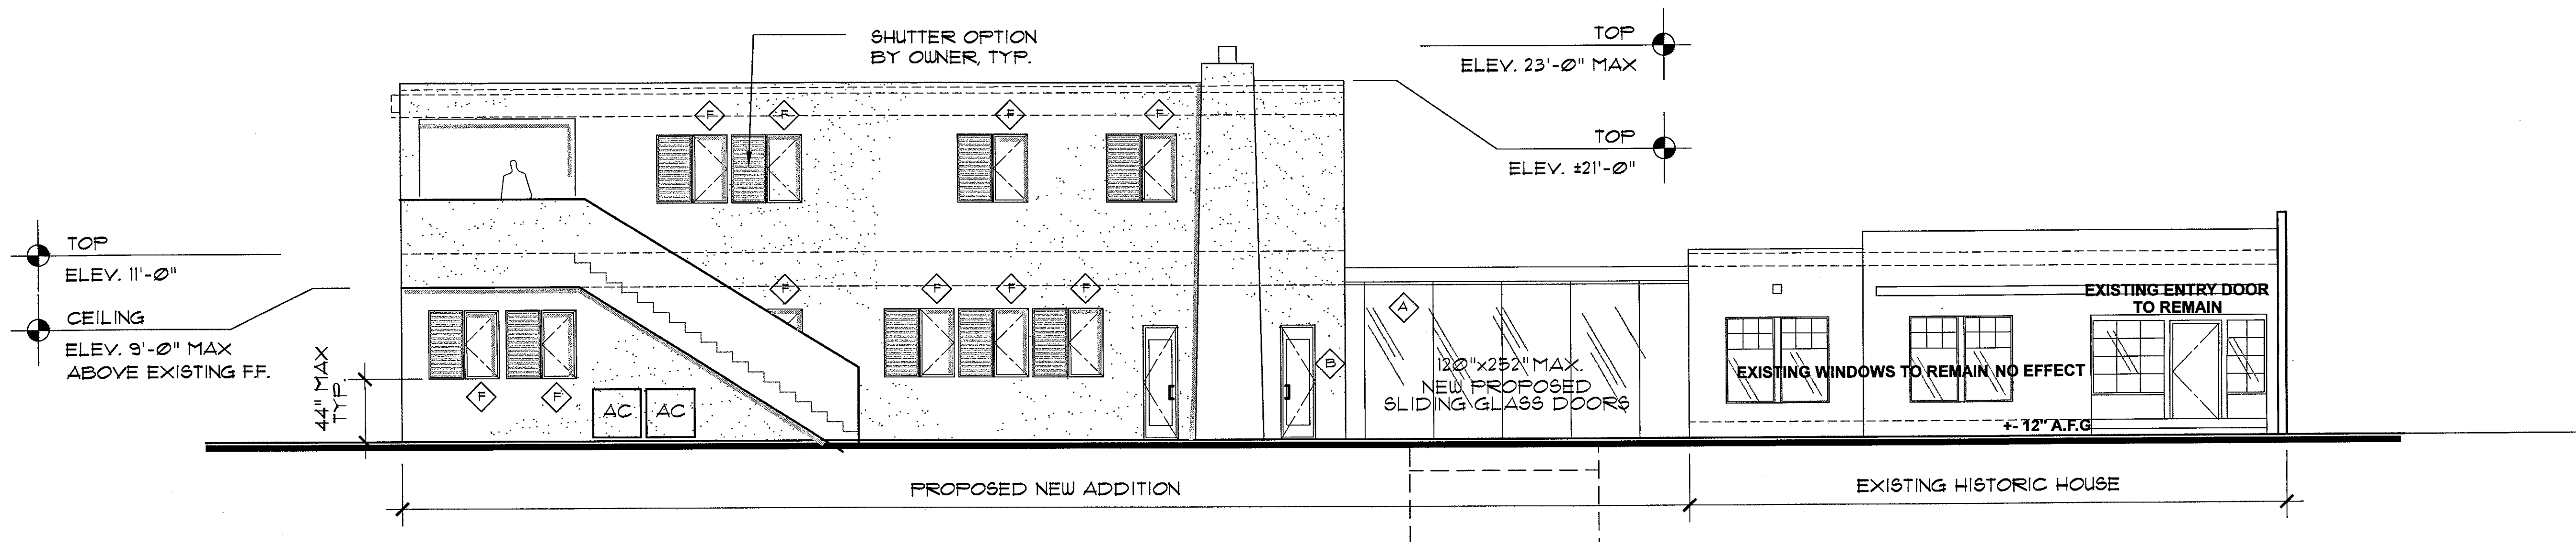 SHUTTER OPTION
BY OWNER, TYP.
TOP
ELEV. 23'-0" MAX
TOP
ELEV. ±21'-0"
F
F
F
F
TOP
ELEV. 11'-0"
CEILING
ELEV. 9'-0" MAX
ABOVE EXISTING F.F.
44" MAX
TYP
F
F
F
F
F
F
AC
AC
A
B
120"x252" MAX.
NEW PROPOSED
SLIDING GLASS DOORS
EXISTING ENTRY DOOR
TO REMAIN
EXISTING WINDOWS TO REMAIN NO EFFECT
+- 12" A.F.G
PROPOSED NEW ADDITION
EXISTING HISTORIC HOUSE